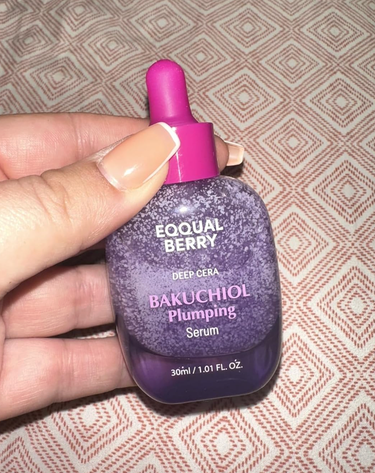 EQQUAL
BERRY
DEEP CERA
BAKUCHIOL
Plumping
Serum
30ml / 1.01 FL. OZ.